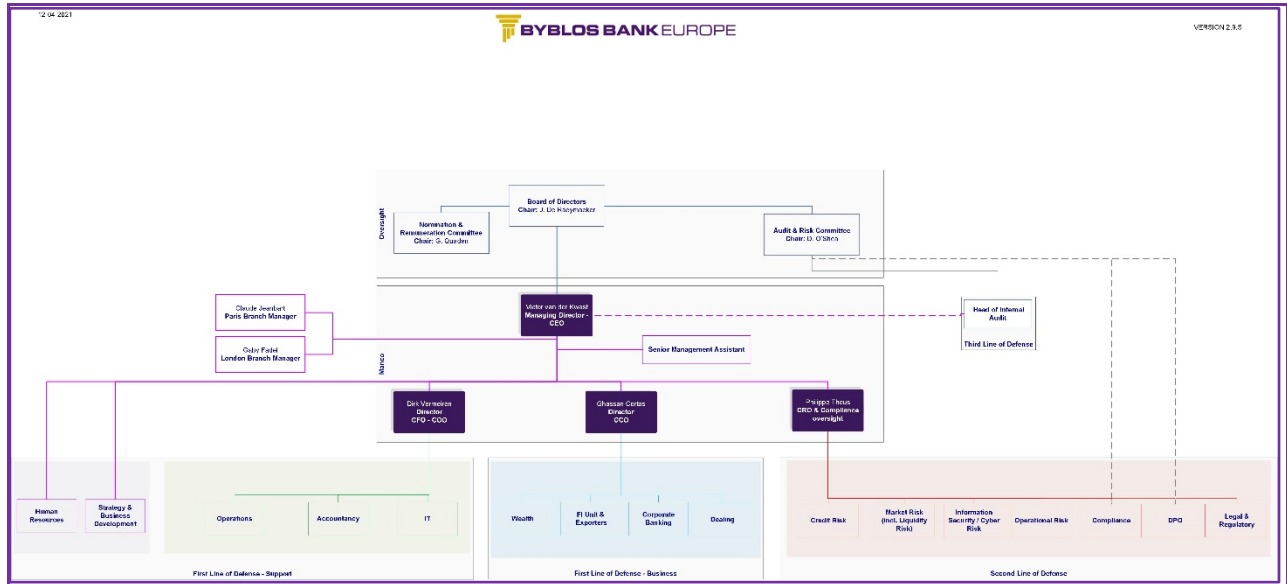 12 04 2021
BYBLOS BANK EUROPE
VERSION 2.9.5
Oversight
Board of Directors
Chair: J. De Raeymaeker
Nomination &
Remuneration Committee
Chair: G. Quaden
Audit & Risk Committee
Chair: D. O'Shea
Manco
Claude Jeanbart
Paris Branch Manager
Gaby Fadel
London Branch Manager
Victor van der Kwast
Managing Director -
CEO
Senior Management Assistant
Head of Internal
Audit
Third Line of Defense
Dirk Vermeiren
Director
CFO - COO
Ghassan
Director
CCO
Philippe Theus
CRO & Compliance
oversight
Human
Resources
Strategy &
Business
Development
Operations
Accountancy
IT
First Line of Defense - Support
Wealth
FI Unit &
Exporters
Corporate
Banking
Dealing
First Line of Defense - Business
Credit Risk
Market Risk
(incl. Liquidity
Risk)
Information
Security / Cyber
Risk
Operational Risk
Compliance
DPO
Legal &
Regulatory
Second Line of Defense